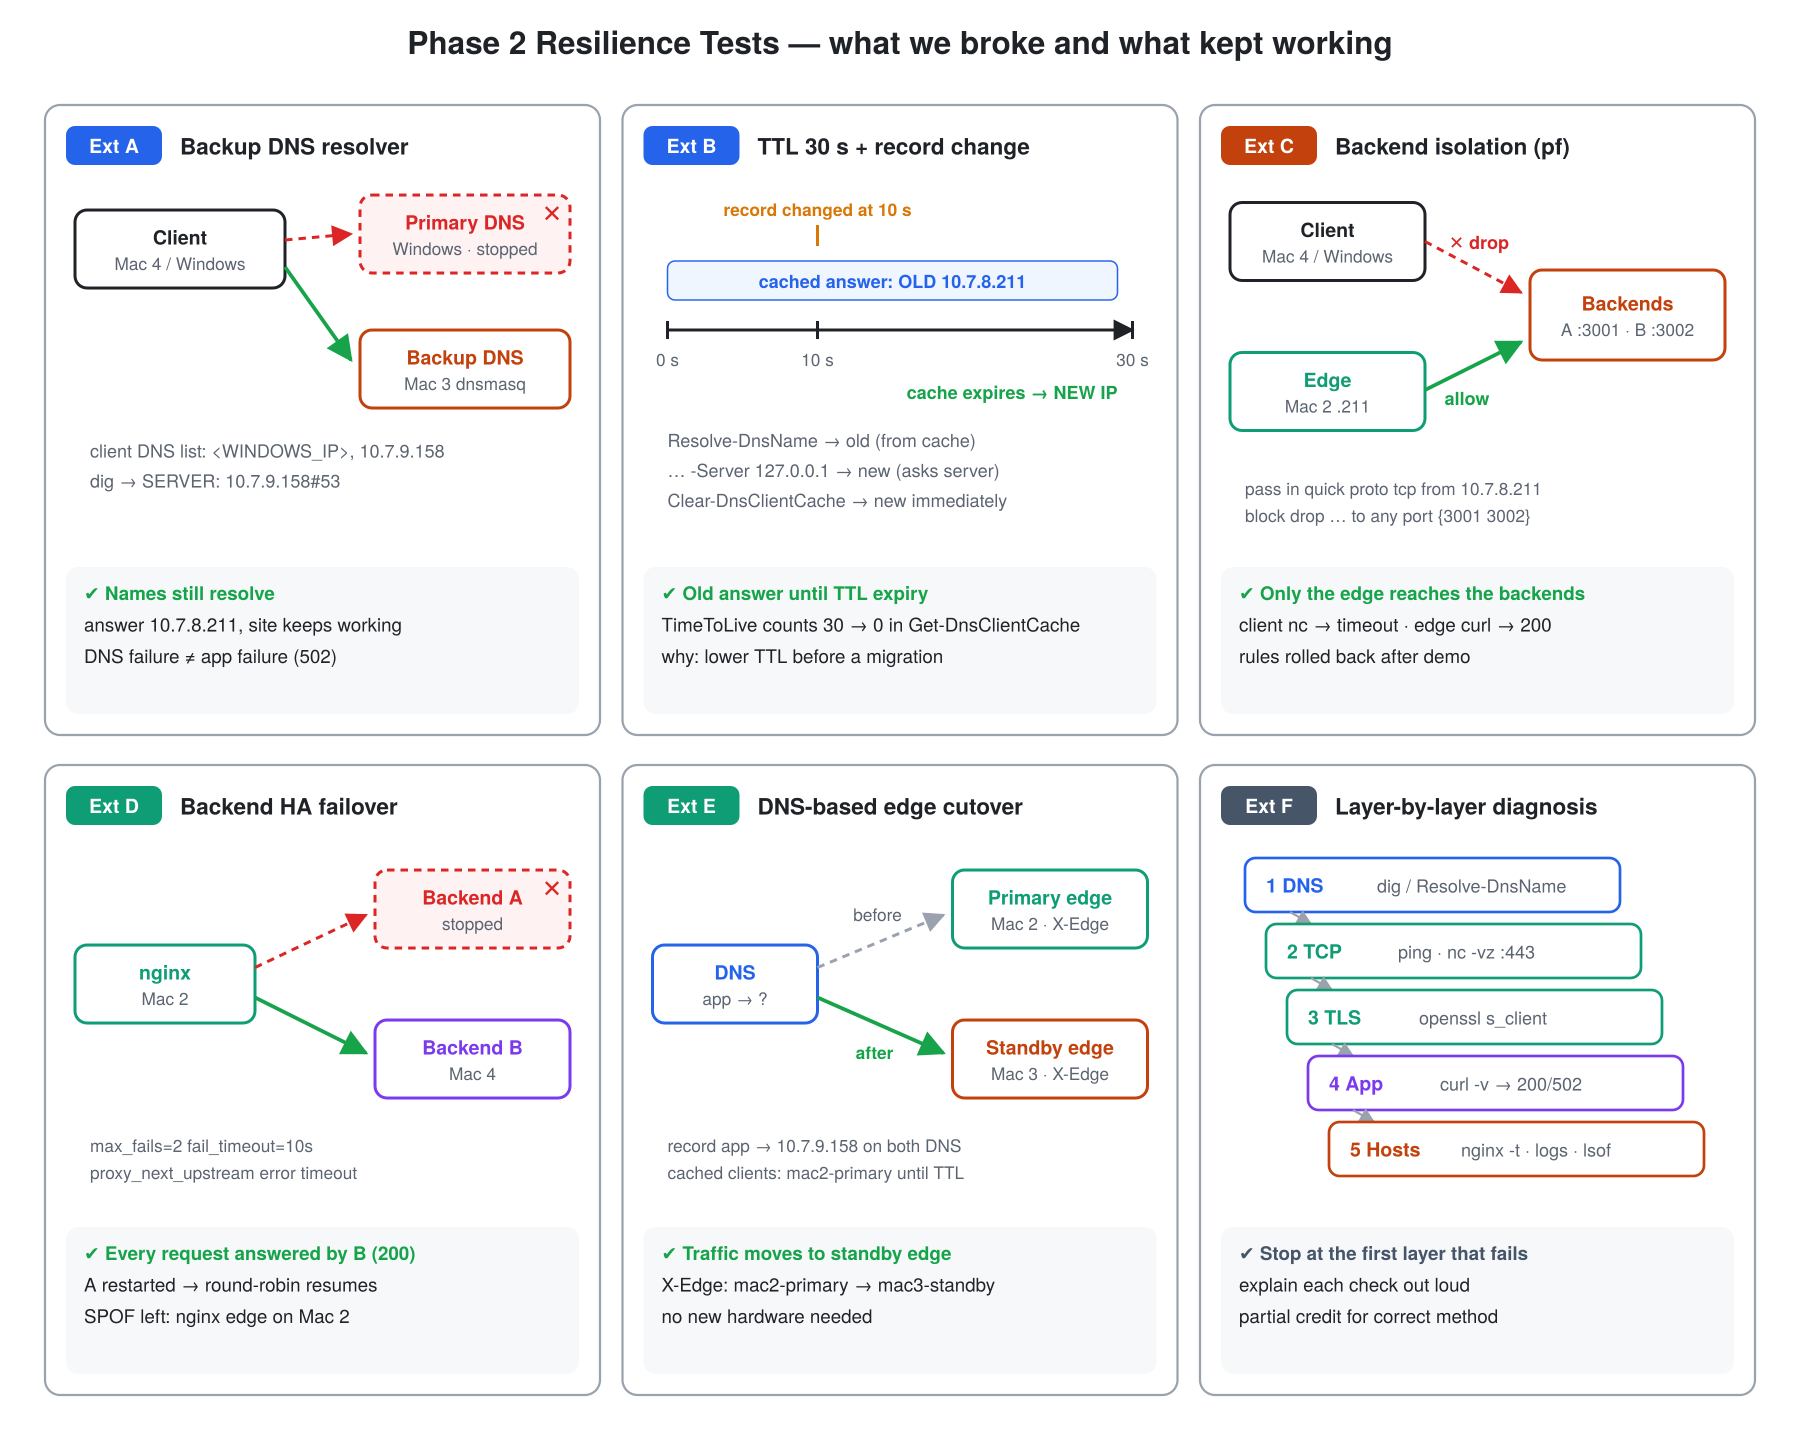 Phase 2 Resilience Tests — what we broke and what kept working
Ext A
Backup DNS resolver
Client
Mac 4 / Windows
Primary DNS
✕
Windows · stopped
Backup DNS
Mac 3 dnsmasq
client DNS list: <WINDOWS_IP>, 10.7.9.158
dig → SERVER: 10.7.9.158#53
✔ Names still resolve
answer 10.7.8.211, site keeps working
DNS failure ≠ app failure (502)
Ext B
TTL 30 s + record change
record changed at 10 s
cached answer: OLD 10.7.8.211
0 s
10 s
30 s
cache expires → NEW IP
Resolve-DnsName → old (from cache)
… -Server 127.0.0.1 → new (asks server)
Clear-DnsClientCache → new immediately
✔ Old answer until TTL expiry
TimeToLive counts 30 → 0 in Get-DnsClientCache
why: lower TTL before a migration
Ext C
Backend isolation (pf)
Client
Mac 4 / Windows
✕ drop
Backends
A :3001 · B :3002
Edge
Mac 2 .211
allow
pass in quick proto tcp from 10.7.8.211
block drop … to any port {3001 3002}
✔ Only the edge reaches the backends
client nc → timeout · edge curl → 200
rules rolled back after demo
Ext D
Backend HA failover
Backend A
✕
stopped
nginx
Mac 2
Backend B
Mac 4
max_fails=2 fail_timeout=10s
proxy_next_upstream error timeout
✔ Every request answered by B (200)
A restarted → round-robin resumes
SPOF left: nginx edge on Mac 2
Ext E
DNS-based edge cutover
Primary edge
Mac 2 · X-Edge
before
DNS
app → ?
after
Standby edge
Mac 3 · X-Edge
record app → 10.7.9.158 on both DNS
cached clients: mac2-primary until TTL
✔ Traffic moves to standby edge
X-Edge: mac2-primary → mac3-standby
no new hardware needed
Ext F
Layer-by-layer diagnosis
1 DNS dig / Resolve-DnsName
2 TCP ping · nc -vz :443
3 TLS openssl s_client
4 App curl -v → 200/502
5 Hosts nginx -t · logs · lsof
✔ Stop at the first layer that fails
explain each check out loud
partial credit for correct method